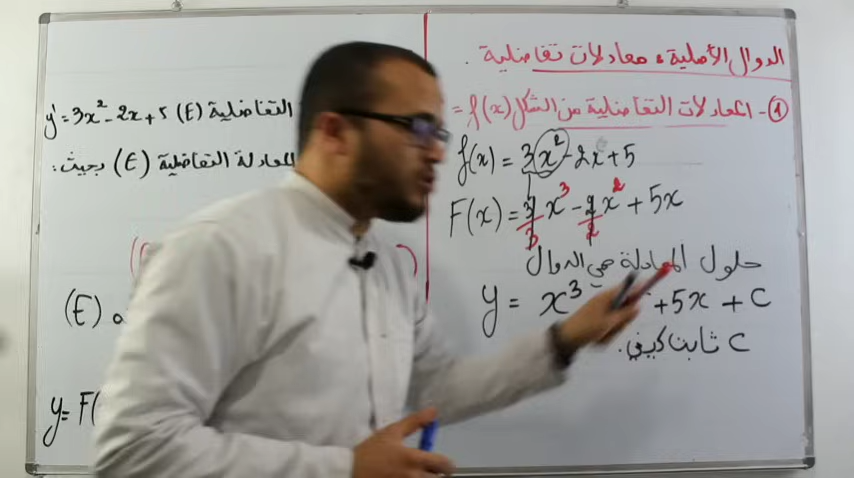 الدوال الأصلية، معادلات تفاضلية.
① - المعادلات التفاضلية من الشكل f(x) =
f(x) = 3x² - 2x + 5
F(x) = 3/3 x³ - 2/2 x² + 5x
حلول المعادلة هي الدوال
y = x³ + 5x + C
C ثابت كيفي.
التفاضلية (E) y' = 3x² - 2x + 5
المعادلة التفاضلية (E) بحيث:
(E)
y = F(